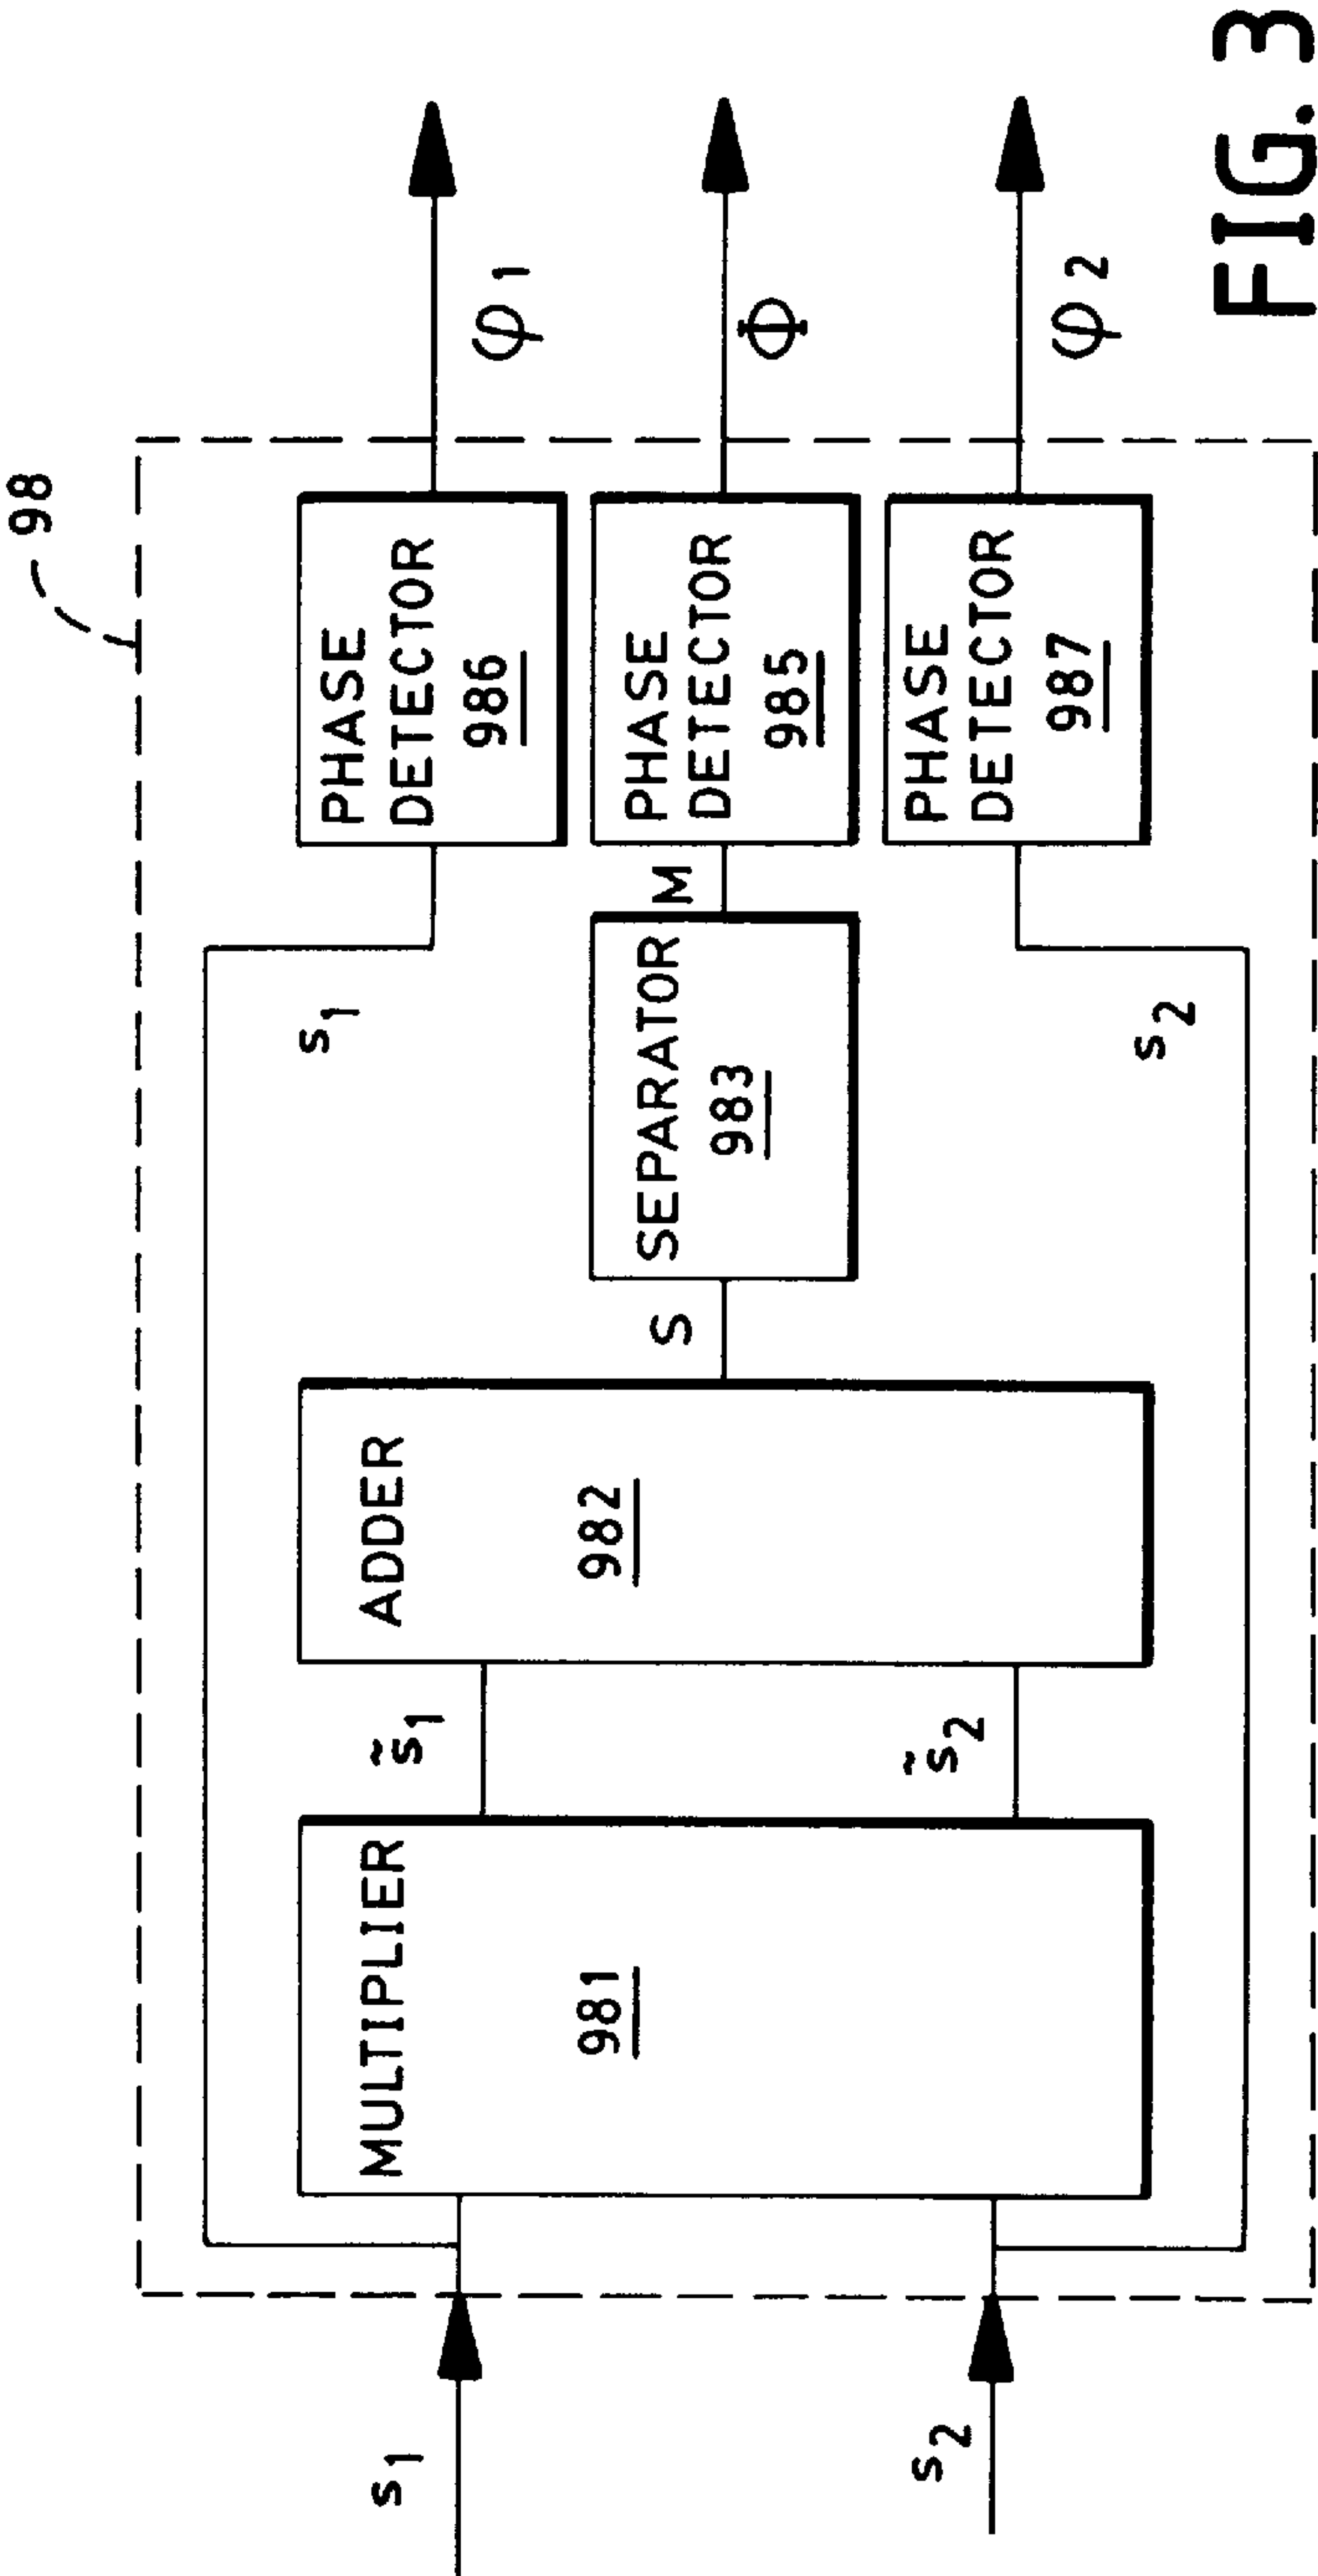 98
s1
s2
MULTIPLIER
981
s̃1
s̃2
ADDER
982
S
SEPARATOR
983
M
s1
s2
PHASE
DETECTOR
986
PHASE
DETECTOR
985
PHASE
DETECTOR
987
φ1
Φ
φ2
FIG. 3